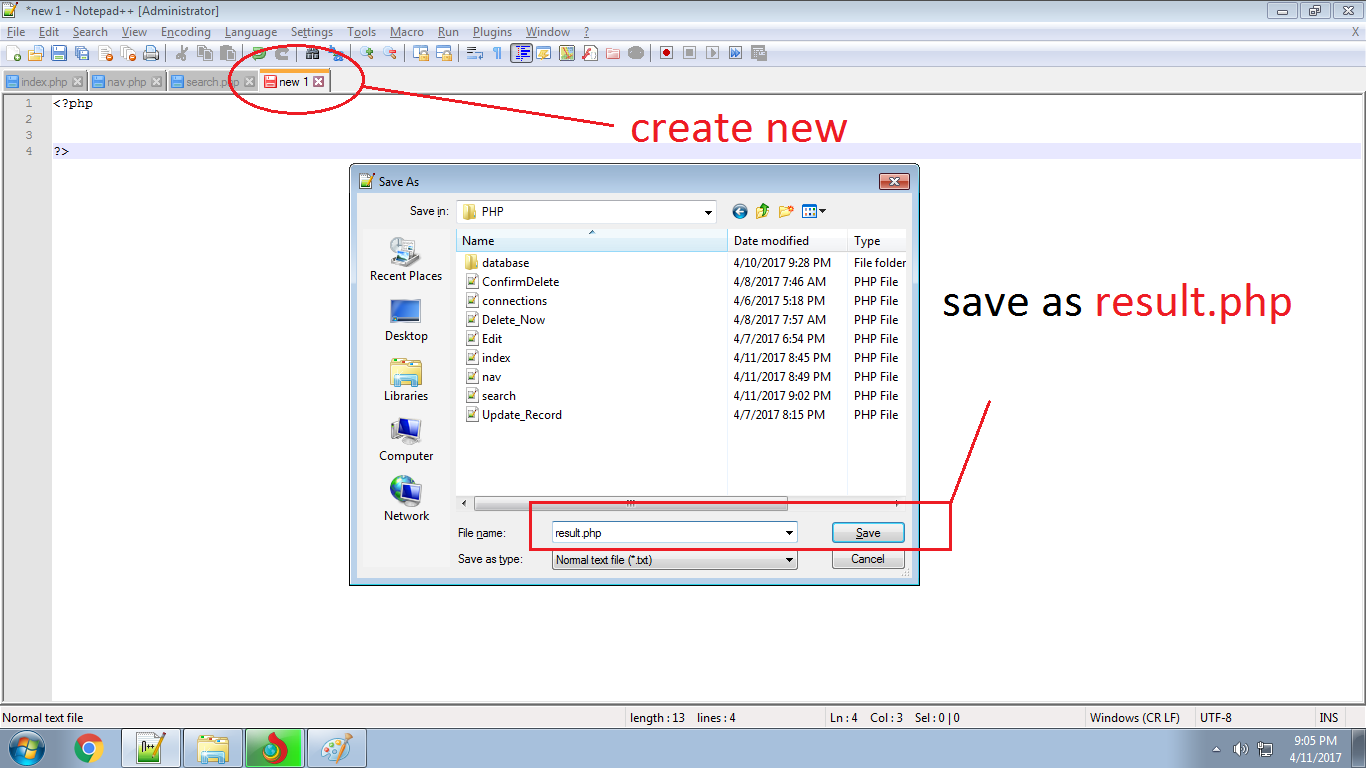 *new 1 - Notepad++ [Administrator]
File Edit Search View Encoding Language Settings Tools Macro Run Plugins Window ? X
index.php nav.php search.php new 1
1 <?php
2
3
4 ?>
create new
Save As
Save in: PHP
Name Date modified Type
database 4/10/2017 9:28 PM File folder
ConfirmDelete 4/8/2017 7:46 AM PHP File
connections 4/6/2017 5:18 PM PHP File
Delete_Now 4/8/2017 7:57 AM PHP File
Edit 4/7/2017 6:54 PM PHP File
index 4/11/2017 8:45 PM PHP File
nav 4/11/2017 8:49 PM PHP File
search 4/11/2017 9:02 PM PHP File
Update_Record 4/7/2017 8:15 PM PHP File
Recent Places
Desktop
Libraries
Computer
Network
File name: result.php Save
Save as type: Normal text file (*.txt) Cancel
save as result.php
Normal text file length : 13 lines : 4 Ln : 4 Col : 3 Sel : 0 | 0 Windows (CR LF) UTF-8 INS
9:05 PM
4/11/2017